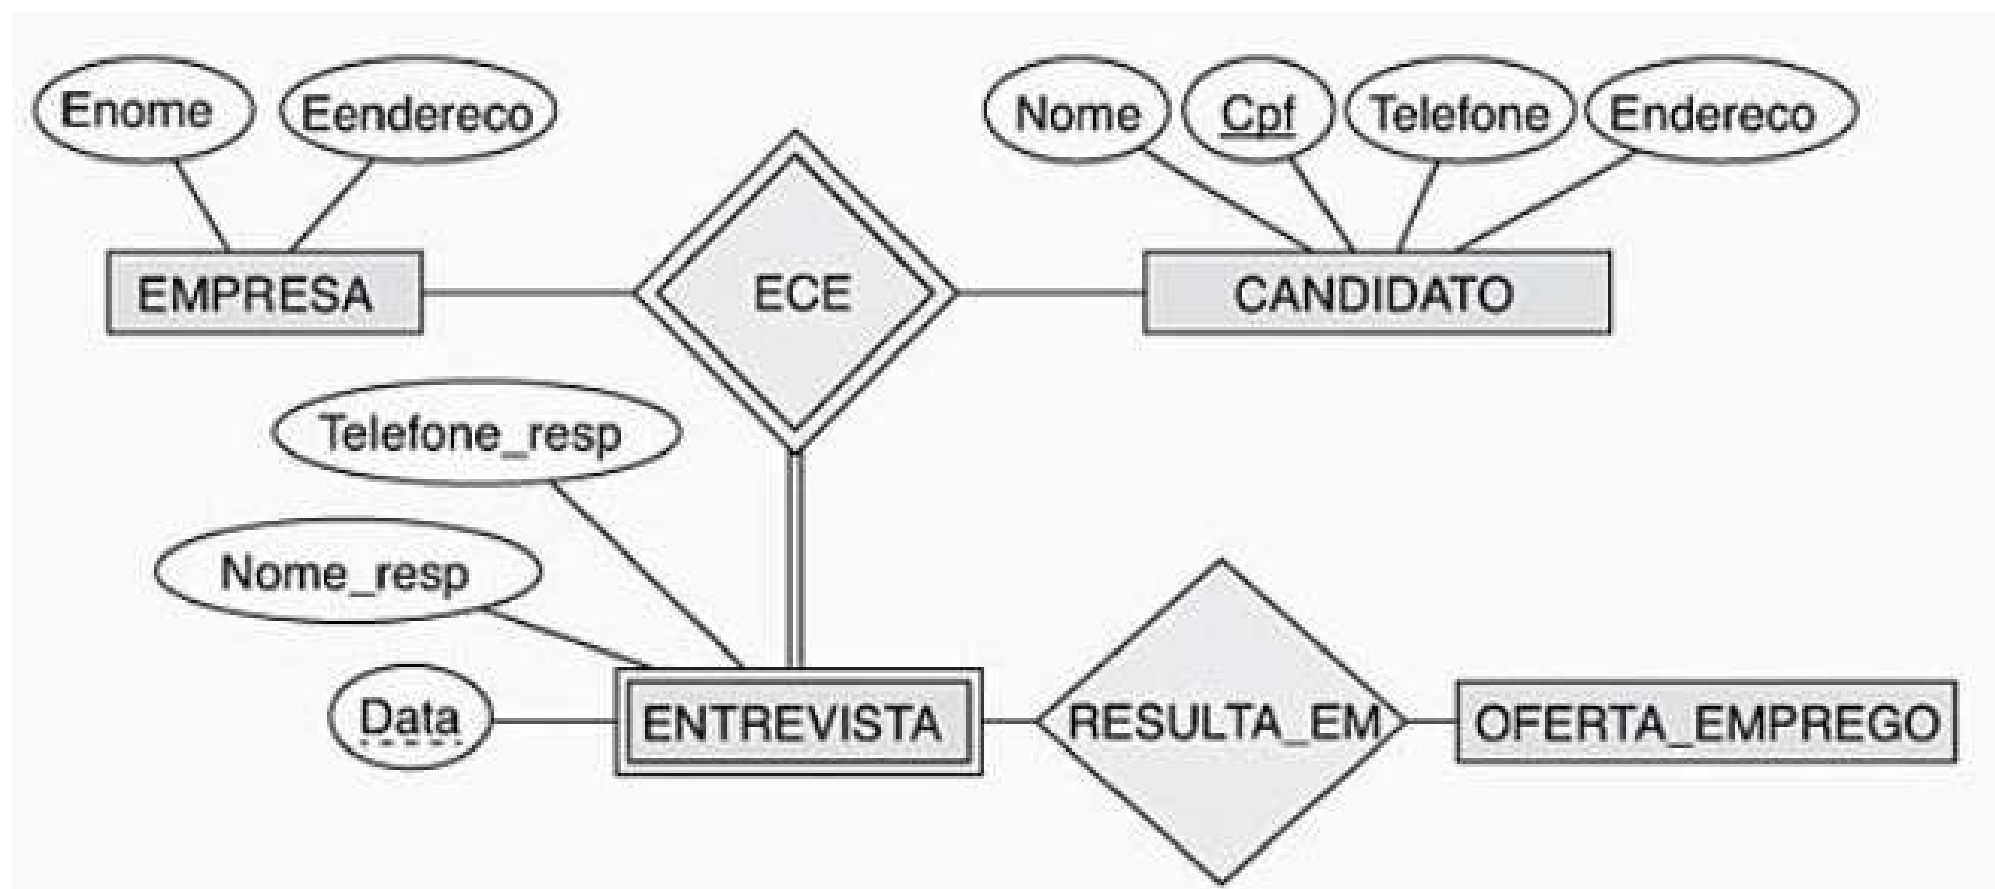 Enome
Eendereco
Nome
Cpf
Telefone
Endereco
EMPRESA
ECE
CANDIDATO
Telefone_resp
Nome_resp
Data
ENTREVISTA
RESULTA_EM
OFERTA_EMPREGO